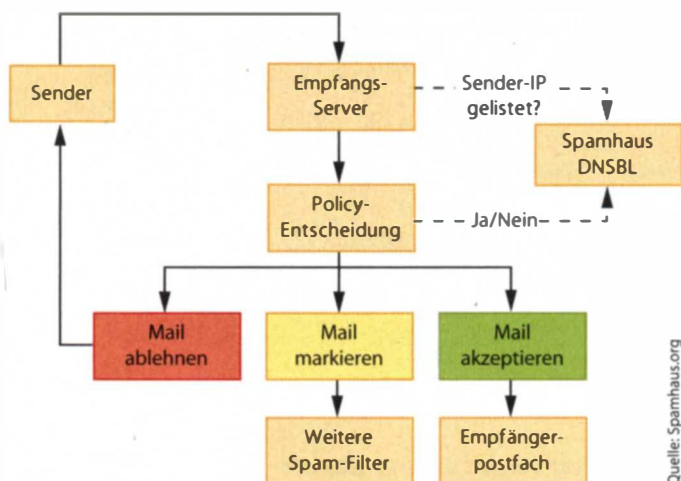 Sender
Empfangs-
Server
Sender-IP
gelistet?
Spamhaus
DNSBL
Policy-
Entscheidung
Ja/Nein
Mail
ablehnen
Mail
markieren
Mail
akzeptieren
Weitere
Spam-Filter
Empfänger-
postfach
Quelle: Spamhaus.org